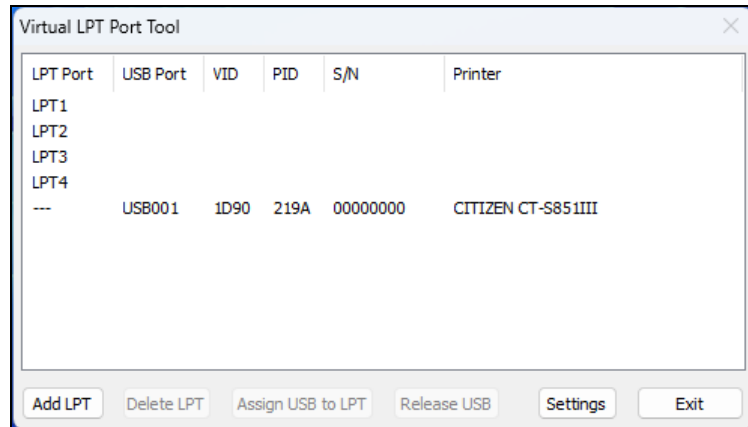 Virtual LPT Port Tool
LPT Port USB Port VID PID S/N Printer
LPT1
LPT2
LPT3
LPT4
--- USB001 1D90 219A 00000000 CITIZEN CT-S851III
Add LPT Delete LPT Assign USB to LPT Release USB Settings Exit